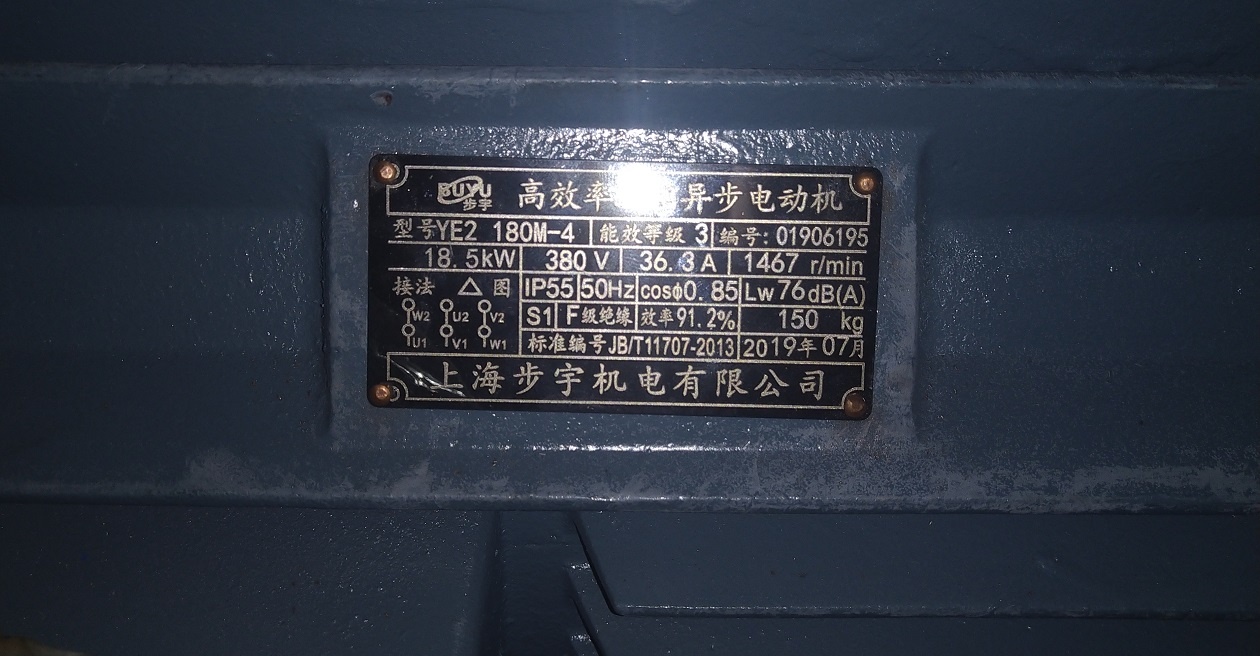 BUYU 步宇 高效率 异步电动机
型号YE2 180M-4 能效等级 3 编号: 01906195
18.5kW 380 V 36.3 A 1467 r/min
接法 △ 图 IP55 50Hz cosφ0.85 Lw 76dB(A)
W2 U2 V2 S1 F级绝缘 效率91.2% 150 kg
U1 V1 W1 标准编号JB/T11707-2013 2019年07月
上海步宇机电有限公司